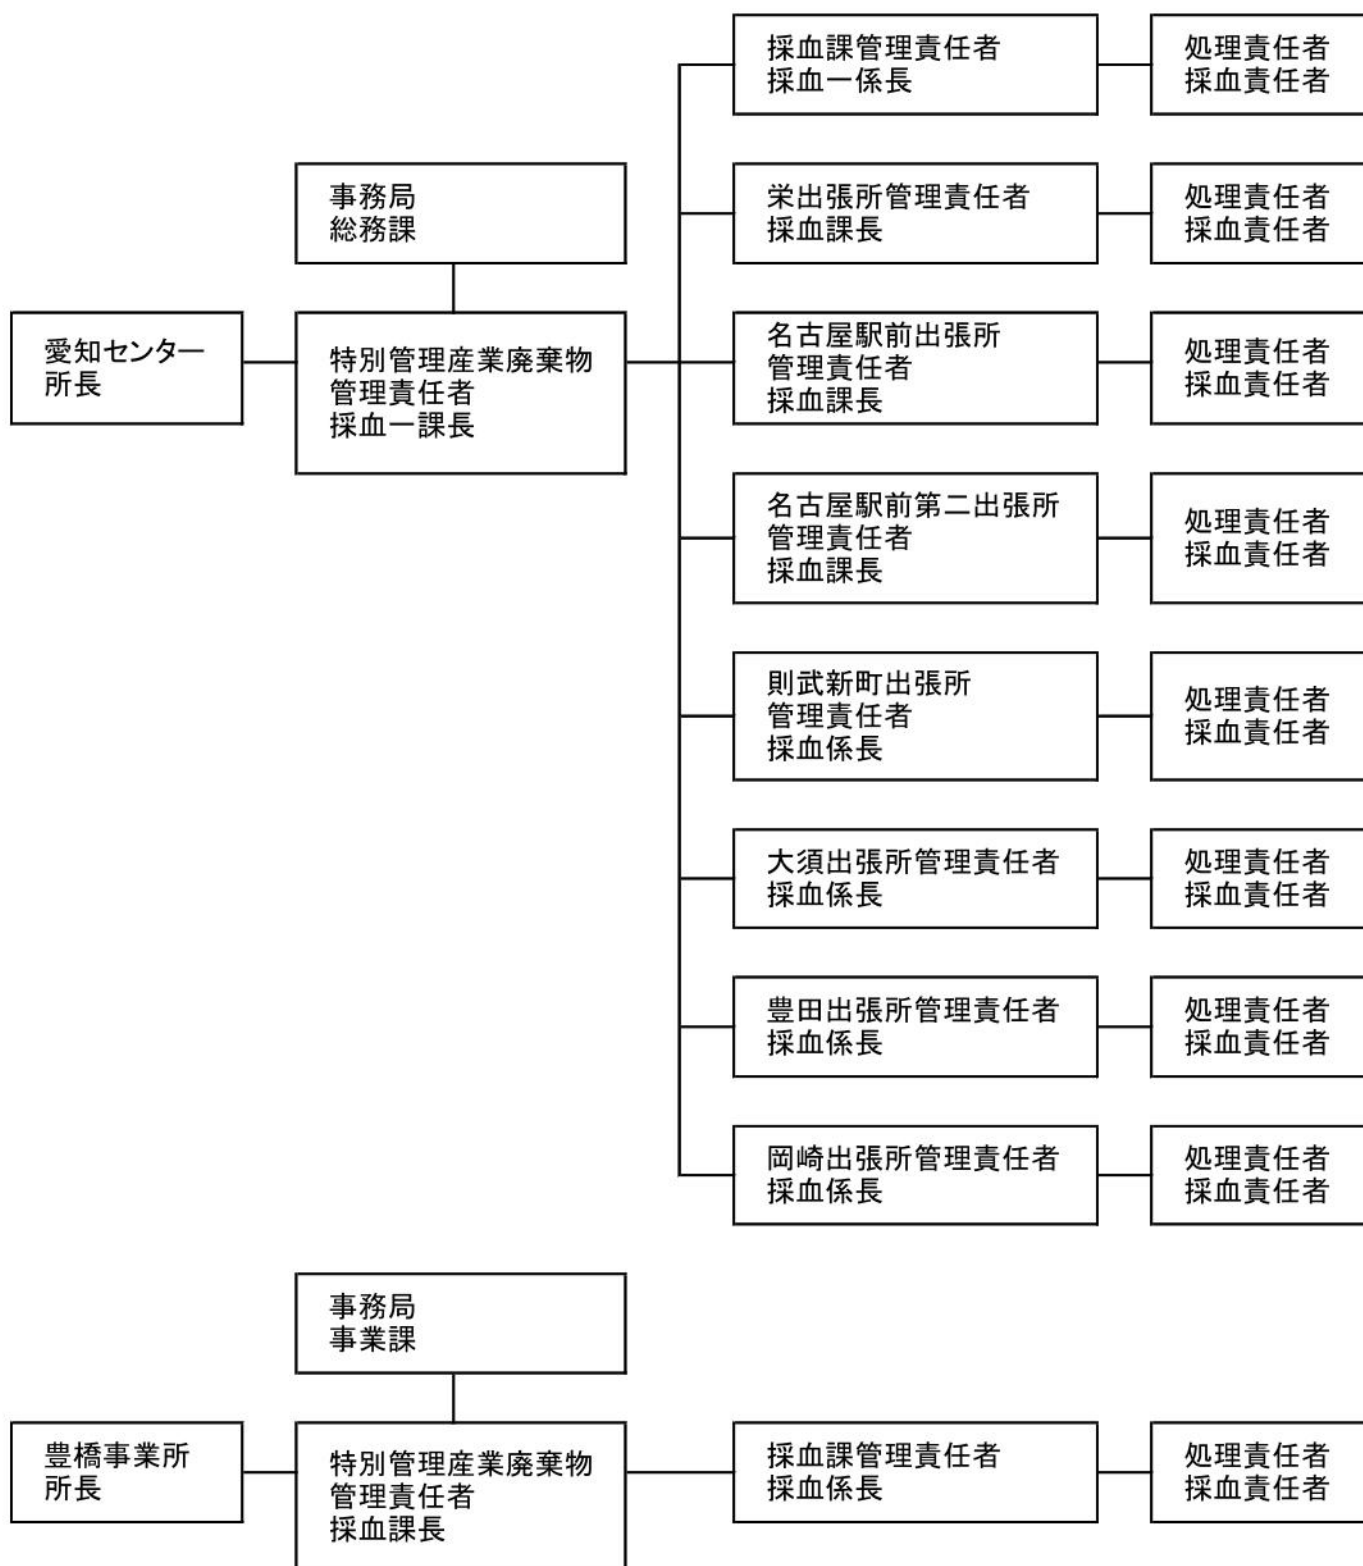 採血課管理責任者
採血一係長
処理責任者
採血責任者
事務局
総務課
栄出張所管理責任者
採血課長
処理責任者
採血責任者
愛知センター
所長
特別管理産業廃棄物
管理責任者
採血一課長
名古屋駅前出張所
管理責任者
採血課長
処理責任者
採血責任者
名古屋駅前第二出張所
管理責任者
採血課長
処理責任者
採血責任者
則武新町出張所
管理責任者
採血係長
処理責任者
採血責任者
大須出張所管理責任者
採血係長
処理責任者
採血責任者
豊田出張所管理責任者
採血係長
処理責任者
採血責任者
岡崎出張所管理責任者
採血係長
処理責任者
採血責任者
事務局
事業課
豊橋事業所
所長
特別管理産業廃棄物
管理責任者
採血課長
採血課管理責任者
採血係長
処理責任者
採血責任者